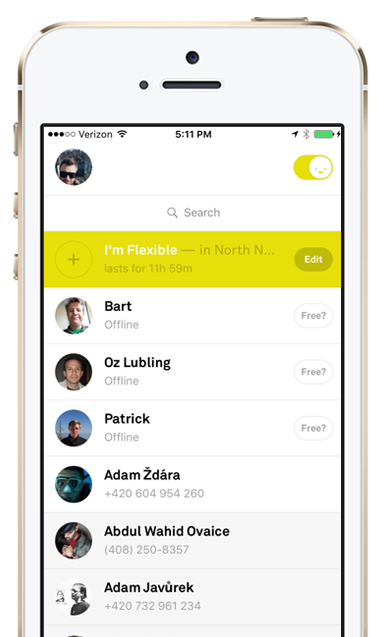 Verizon 5:11 PM
Search
I'm Flexible — in North N...
lasts for 11h 59m
Edit
Bart
Offline
Free?
Oz Lubling
Offline
Free?
Patrick
Offline
Free?
Adam Ždára
+420 604 954 260
Abdul Wahid Ovaice
(408) 250-8357
Adam Javůrek
+420 732 961 234